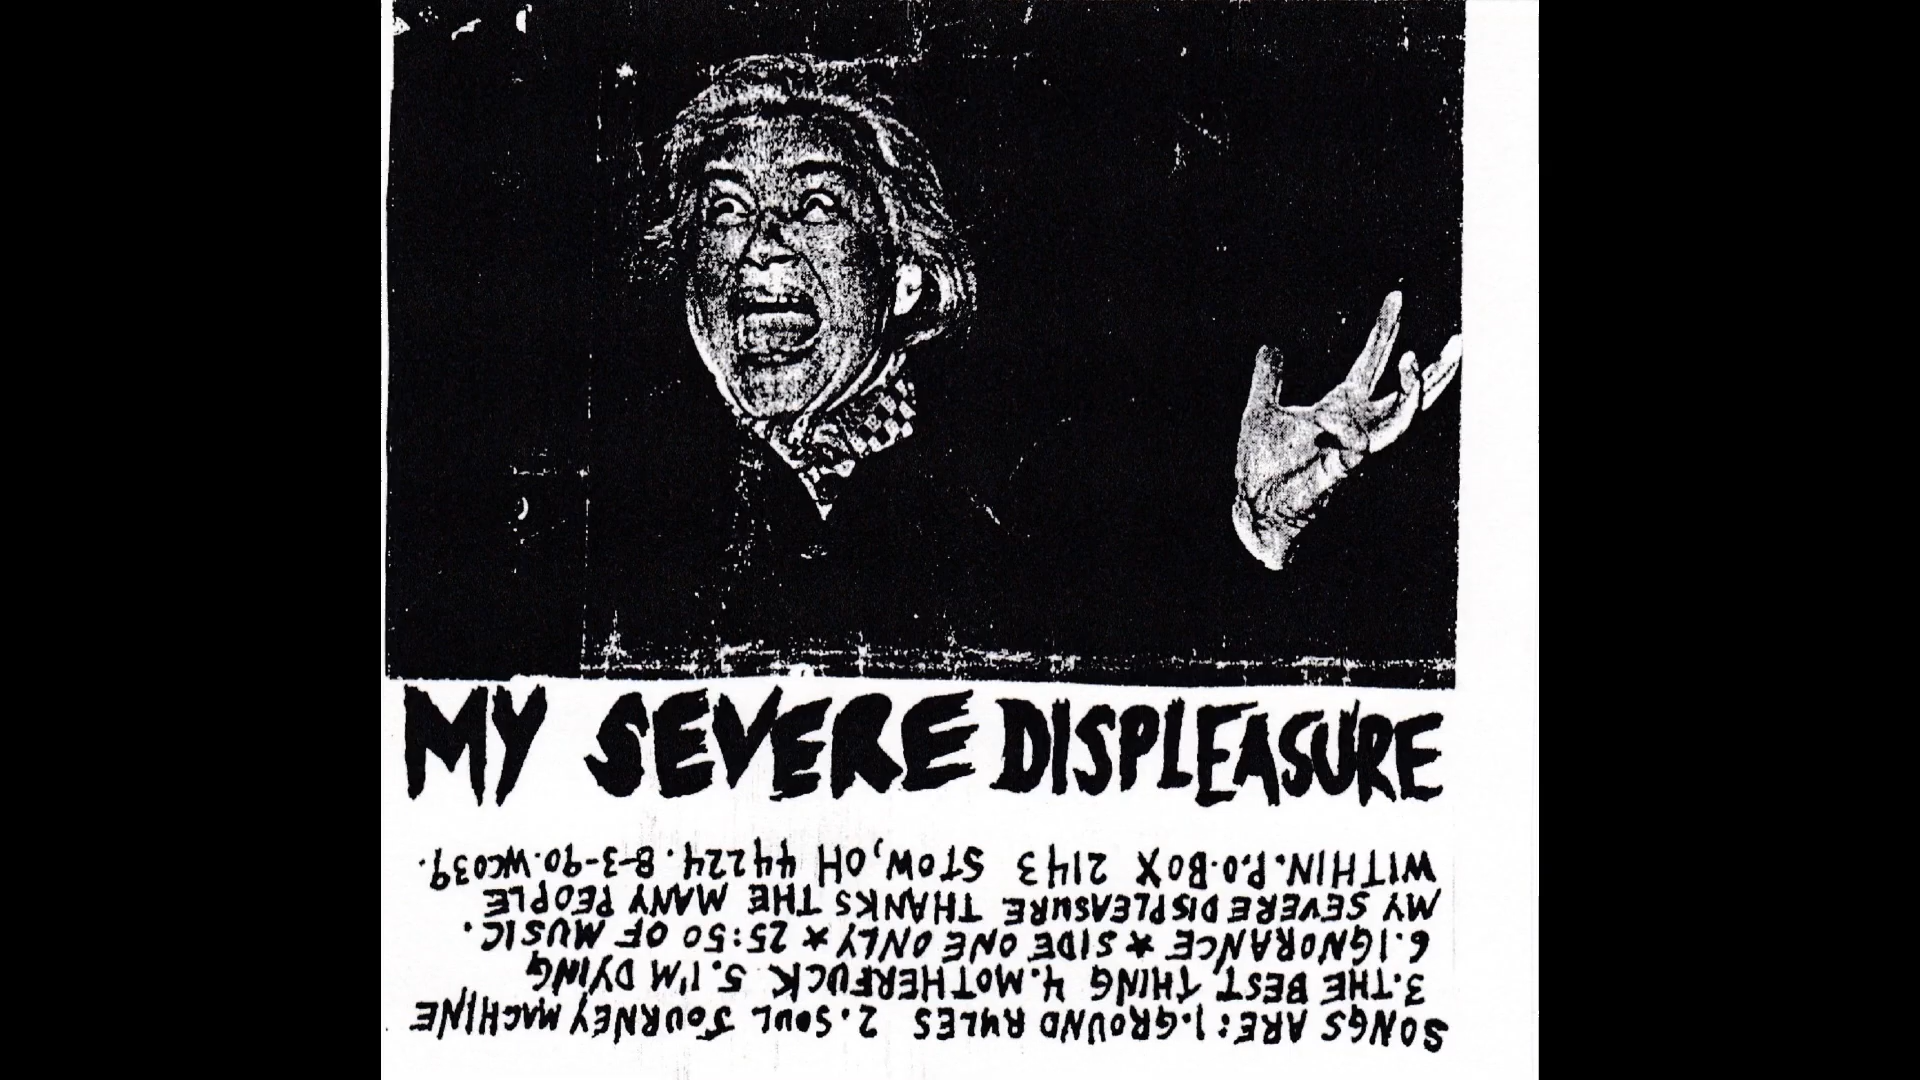 MY SEVERE DISPLEASURE
SONGS ARE: 1.GROUND RULES 2.SOUL JOURNEY MACHINE
3.THE BEST THING 4.MOTHERFUCK 5.I'M DYING
6.IGNORANCE * SIDE ONE ONLY * 25:50 OF MUSIC.
MY SEVERE DISPLEASURE THANKS THE MANY PEOPLE
WITHIN. P.O. BOX 2143 STOW, OH 44224. 8-3-90. WC039.